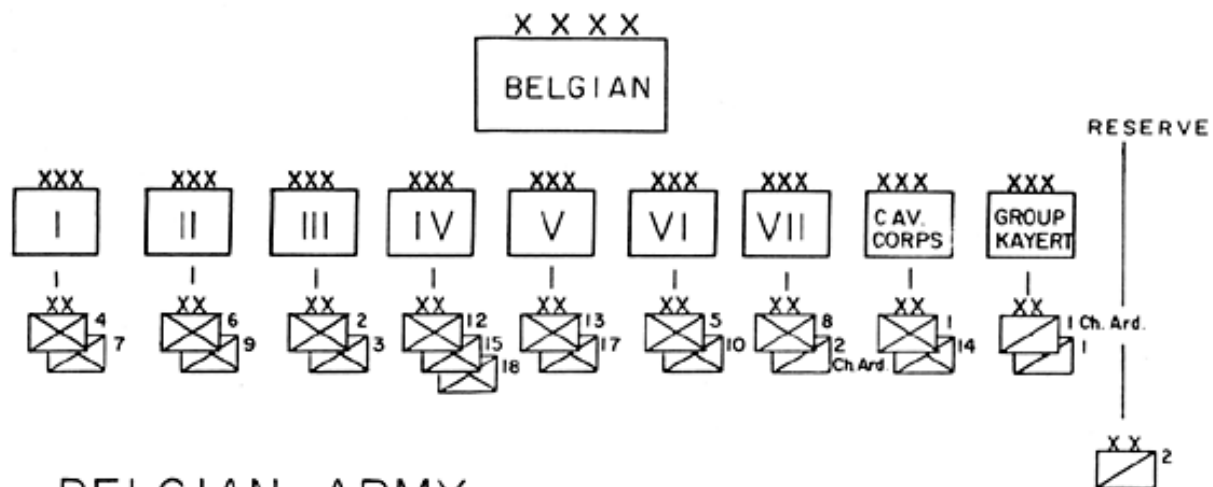 XXXX
BELGIAN
RESERVE
XXX XXX XXX XXX XXX XXX XXX XXX XXX
I II III IV V VI VII CAV. CORPS GROUP KAYERT
XX XX XX XX XX XX XX XX XX
4 6 2 12 13 5 8 1 1 Ch. Ard.
7 9 3 15 17 10 2 Ch. Ard. 14 1
18
XX
2
BELGIAN ARMY